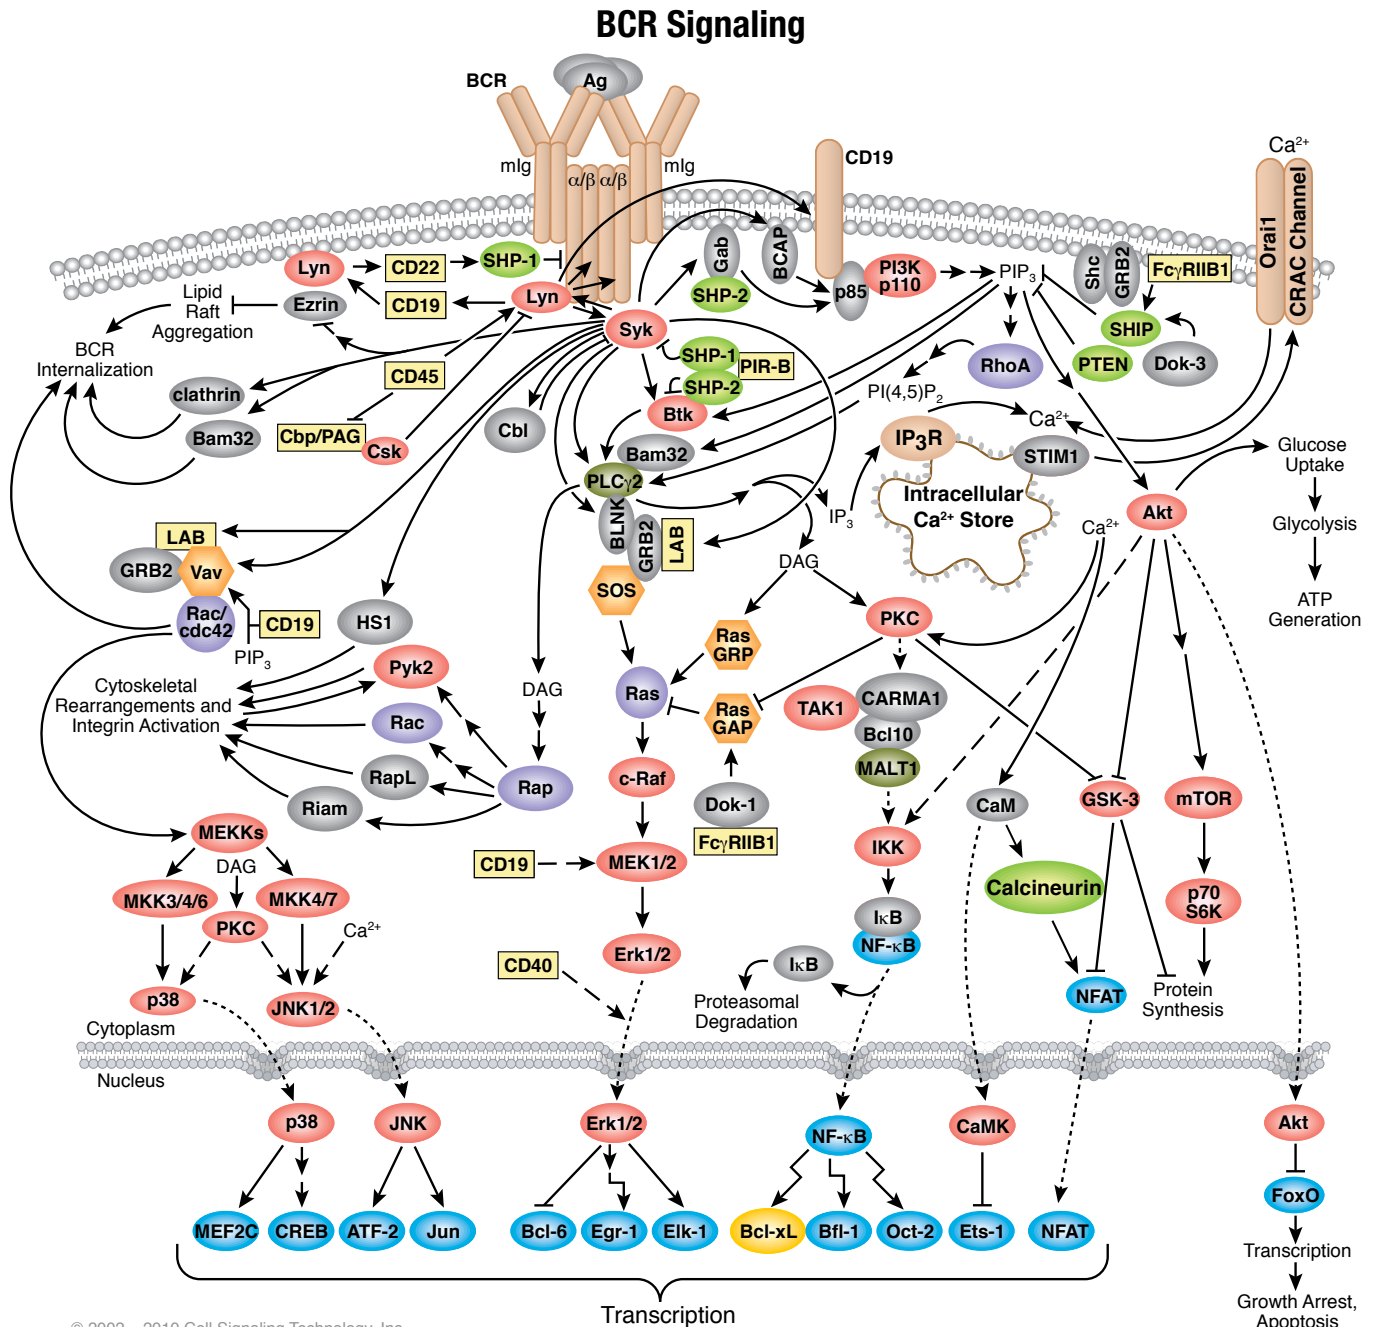 BCR Signaling
Ag
BCR
mIg
mIg
α/β α/β
CD19
Ca2+
Orai1
CRAC Channel
Lyn
CD22
SHP-1
CD19
Lyn
Ezrin
Lipid
Raft
Aggregation
BCR
Internalization
Gab
SHP-2
BCAP
p85
PI3K
p110
PIP3
Shc
GRB2
FcγRIIB1
SHIP
Dok-3
PTEN
RhoA
PI(4,5)P2
Syk
SHP-1
SHP-2
PIR-B
Btk
CD45
clathrin
Bam32
Cbp/PAG
Csk
Cbl
Bam32
PLCγ2
BLNK
GRB2
LAB
SOS
IP3
IP3R
Ca2+
STIM1
Intracellular
Ca2+ Store
Ca2+
Akt
Glucose
Uptake
Glycolysis
ATP
Generation
LAB
GRB2
Vav
Rac/
cdc42
CD19
PIP3
HS1
Pyk2
Rac
RapL
Riam
Cytoskeletal
Rearrangements and
Integrin Activation
DAG
Rap
DAG
PKC
Ras
GRP
Ras
Ras
GAP
TAK1
CARMA1
Bcl10
MALT1
c-Raf
Dok-1
FcγRIIB1
CaM
GSK-3
mTOR
MEKKs
DAG
MKK3/4/6
MKK4/7
PKC
Ca2+
CD19
MEK1/2
IKK
Calcineurin
p70
S6K
IκB
NF-κB
Erk1/2
CD40
IκB
Proteasomal
Degradation
NFAT
Protein
Synthesis
p38
JNK1/2
Cytoplasm
Nucleus
p38
JNK
Erk1/2
NF-κB
CaMK
Akt
FoxO
MEF2C
CREB
ATF-2
Jun
Bcl-6
Egr-1
Elk-1
Bcl-xL
Bfl-1
Oct-2
Ets-1
NFAT
Transcription
Growth Arrest,
Apoptosis
Transcription
© 2002 – 2010 Cell Signaling Technology, Inc.